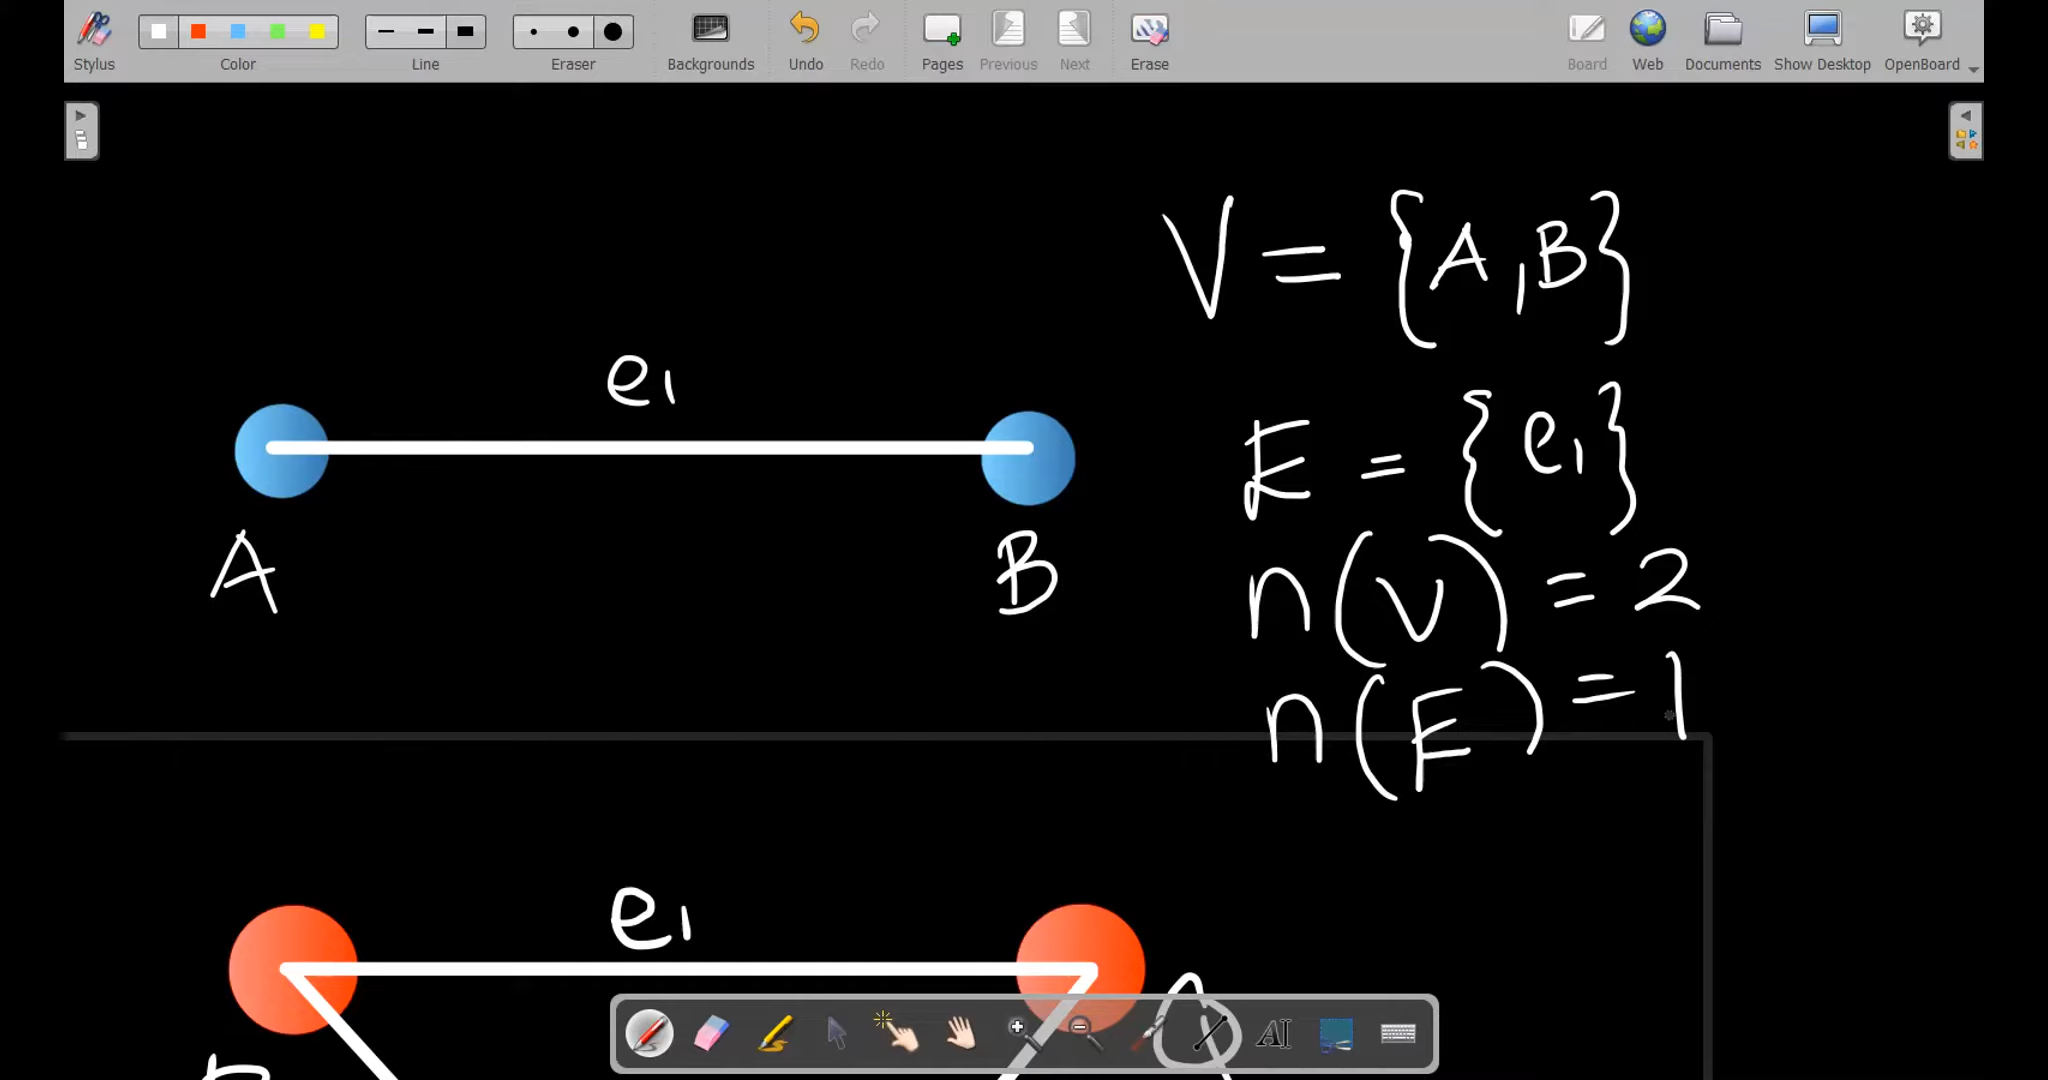 Stylus Color Line Eraser Backgrounds Undo Redo Pages Previous Next Erase Board Web Documents Show Desktop OpenBoard
V = {A,B}
e1
E = {e1}
A B
n(V) = 2
n(E) = 1
e1
AI